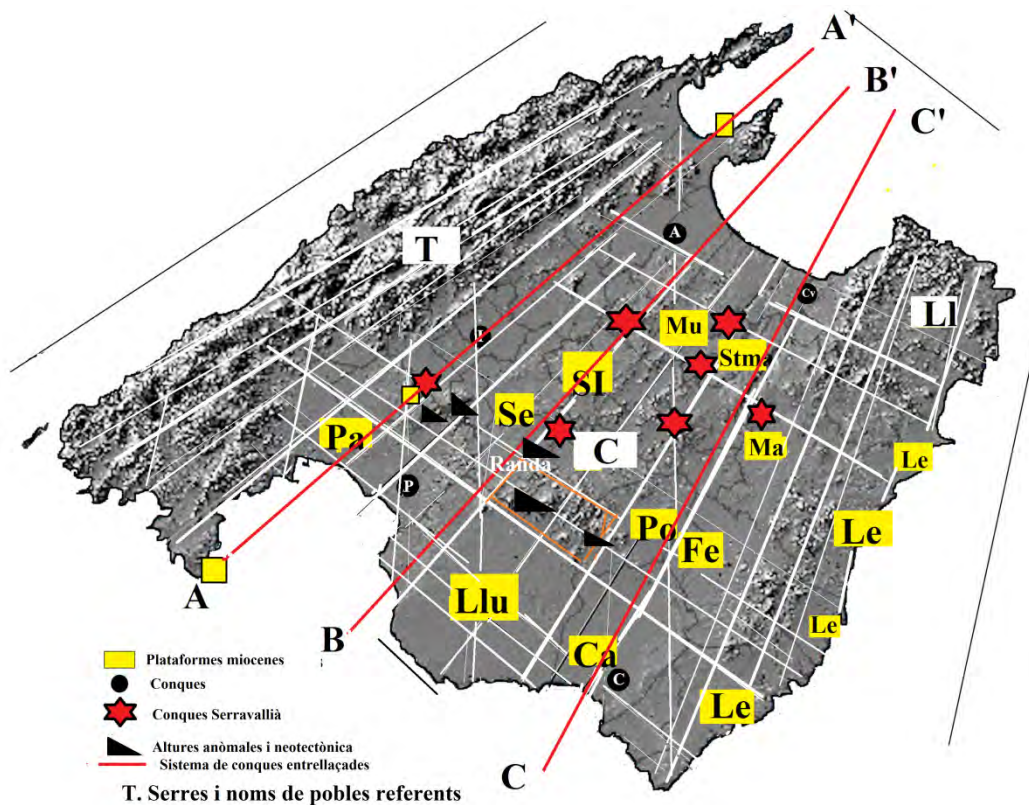 A'
B'
C'
A
T
Cv
Ll
Mu
Stm
SI
Se
Pa
C
Ma
Randa
Le
P
Po
Le
Fe
Llu
A
Le
B
Ca
C
Le
Plataformes miocenes
Conques
Conques Serravallià
Altures anòmales i neotectònica
Sistema de conques entrellaçades
C
T. Serres i noms de pobles referents